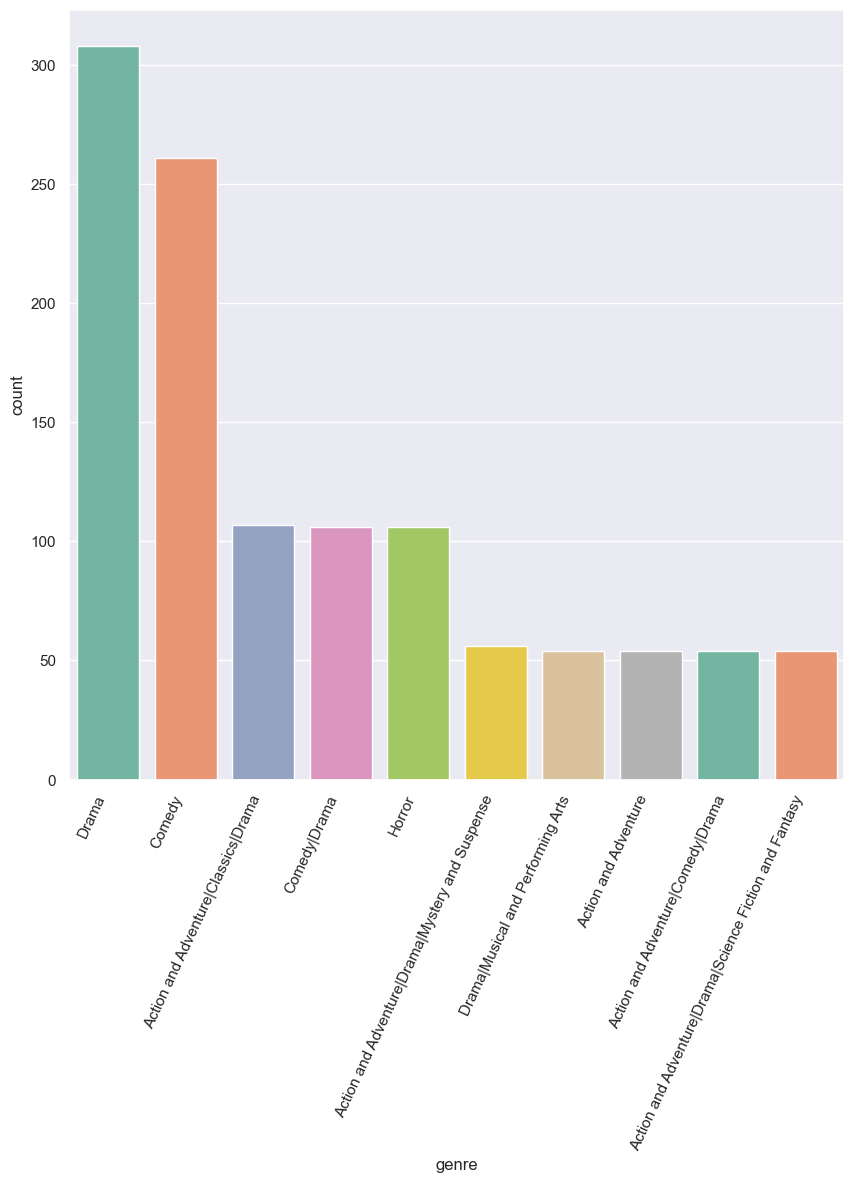 300
250
200
150
100
50
0
count
Drama
Comedy
Action and Adventure|Classics|Drama
Comedy|Drama
Horror
Action and Adventure|Drama|Mystery and Suspense
Drama|Musical and Performing Arts
Action and Adventure
Action and Adventure|Comedy|Drama
Action and Adventure|Drama|Science Fiction and Fantasy
genre